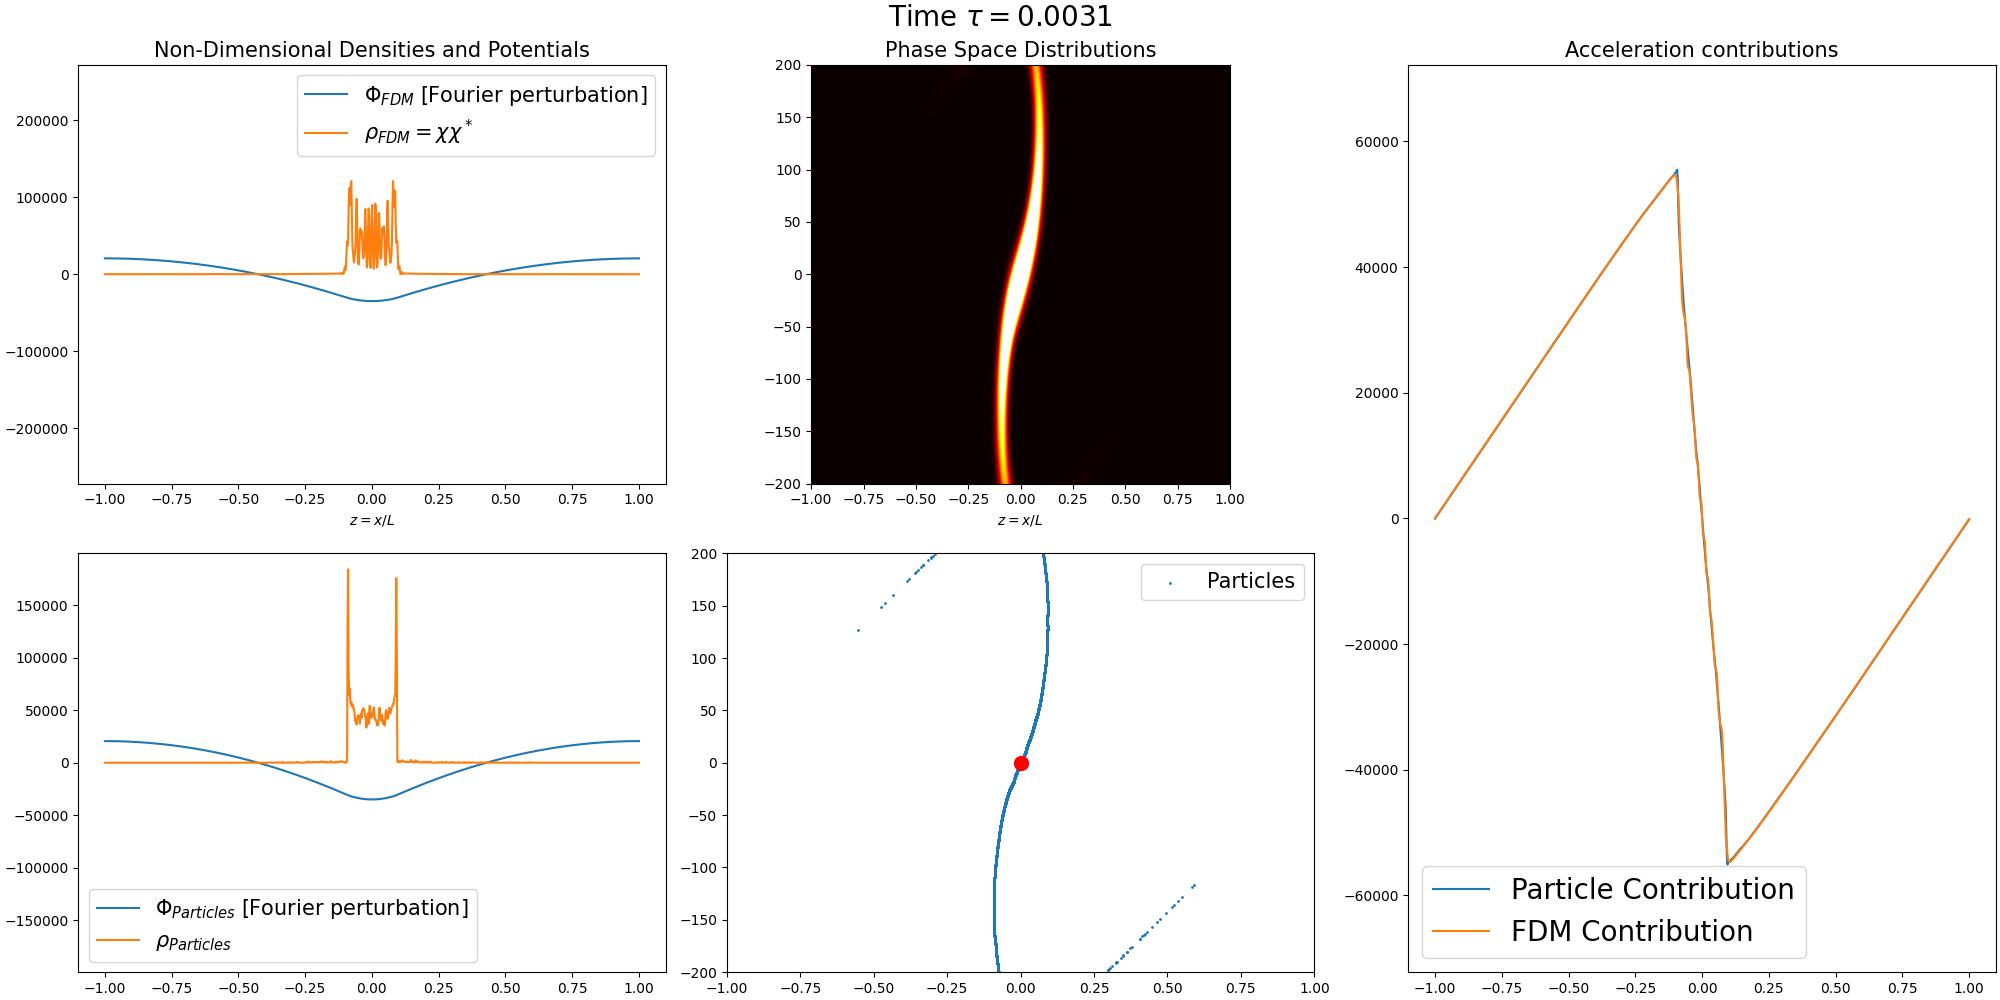 Time τ = 0.0031
Non-Dimensional Densities and Potentials
Φ_FDM [Fourier perturbation]
ρ_FDM = χχ*
200000
100000
0
−100000
−200000
−1.00 −0.75 −0.50 −0.25 0.00 0.25 0.50 0.75 1.00
z = x/L
Phase Space Distributions
200
150
100
50
0
−50
−100
−150
−200
−1.00 −0.75 −0.50 −0.25 0.00 0.25 0.50 0.75 1.00
z = x/L
Acceleration contributions
60000
40000
20000
0
−20000
−40000
−60000
Particle Contribution
FDM Contribution
−1.00 −0.75 −0.50 −0.25 0.00 0.25 0.50 0.75 1.00
150000
100000
50000
0
−50000
−100000
−150000
Φ_Particles [Fourier perturbation]
ρ_Particles
−1.00 −0.75 −0.50 −0.25 0.00 0.25 0.50 0.75 1.00
Particles
200
150
100
50
0
−50
−100
−150
−200
−1.00 −0.75 −0.50 −0.25 0.00 0.25 0.50 0.75 1.00